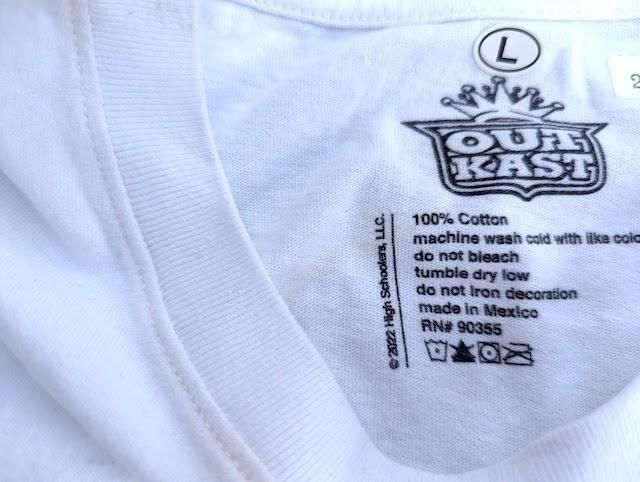 L
2
OUT
KAST
100% Cotton
machine wash cold with like
do not bleach
tumble dry low
do not iron decoration
made in Mexico
RN# 90355
© 2022 High Schoolers, LLC.